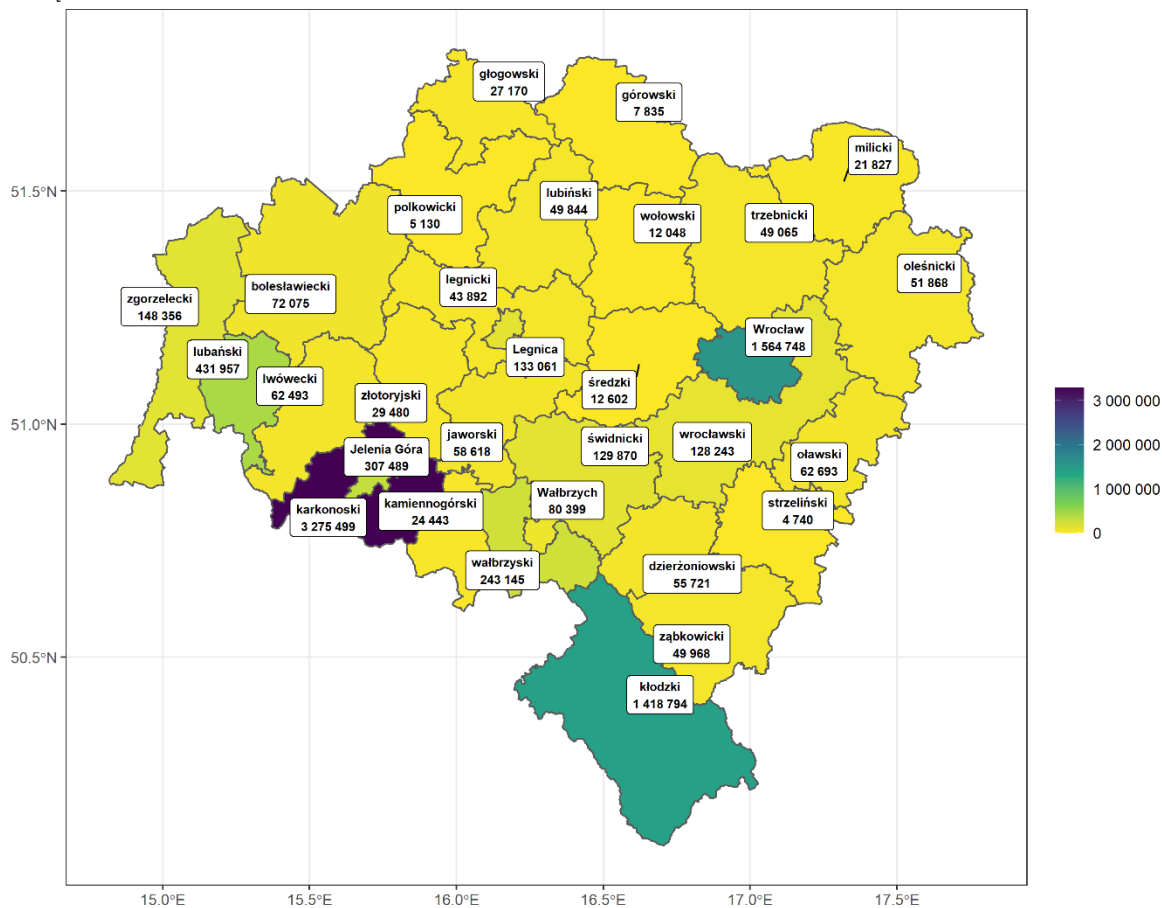 głogowski
27 170
górowski
7 835
milicki
21 827
51.5°N
lubiński
49 844
polkowicki
5 130
wołowski
12 048
trzebnicki
49 065
oleśnicki
51 868
legnicki
43 892
bolesławiecki
72 075
zgorzelecki
148 356
Wrocław
1 564 748
lubański
431 957
Legnica
133 061
lwówecki
62 493
średzki
12 602
złotoryjski
29 480
51.0°N
jaworski
58 618
świdnicki
129 870
wrocławski
128 243
Jelenia Góra
307 489
oławski
62 693
Wałbrzych
80 399
karkonoski
3 275 499
kamiennogórski
24 443
strzeliński
4 740
wałbrzyski
243 145
dzierżoniowski
55 721
ząbkowicki
49 968
50.5°N
kłodzki
1 418 794
3 000 000
2 000 000
1 000 000
0
15.0°E
15.5°E
16.0°E
16.5°E
17.0°E
17.5°E